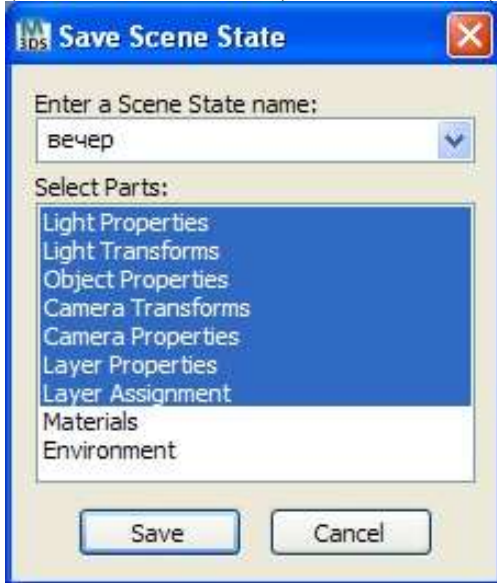 3DS Save Scene State
Enter a Scene State name:
вечер
Select Parts:
Light Properties
Light Transforms
Object Properties
Camera Transforms
Camera Properties
Layer Properties
Layer Assignment
Materials
Environment
Save Cancel